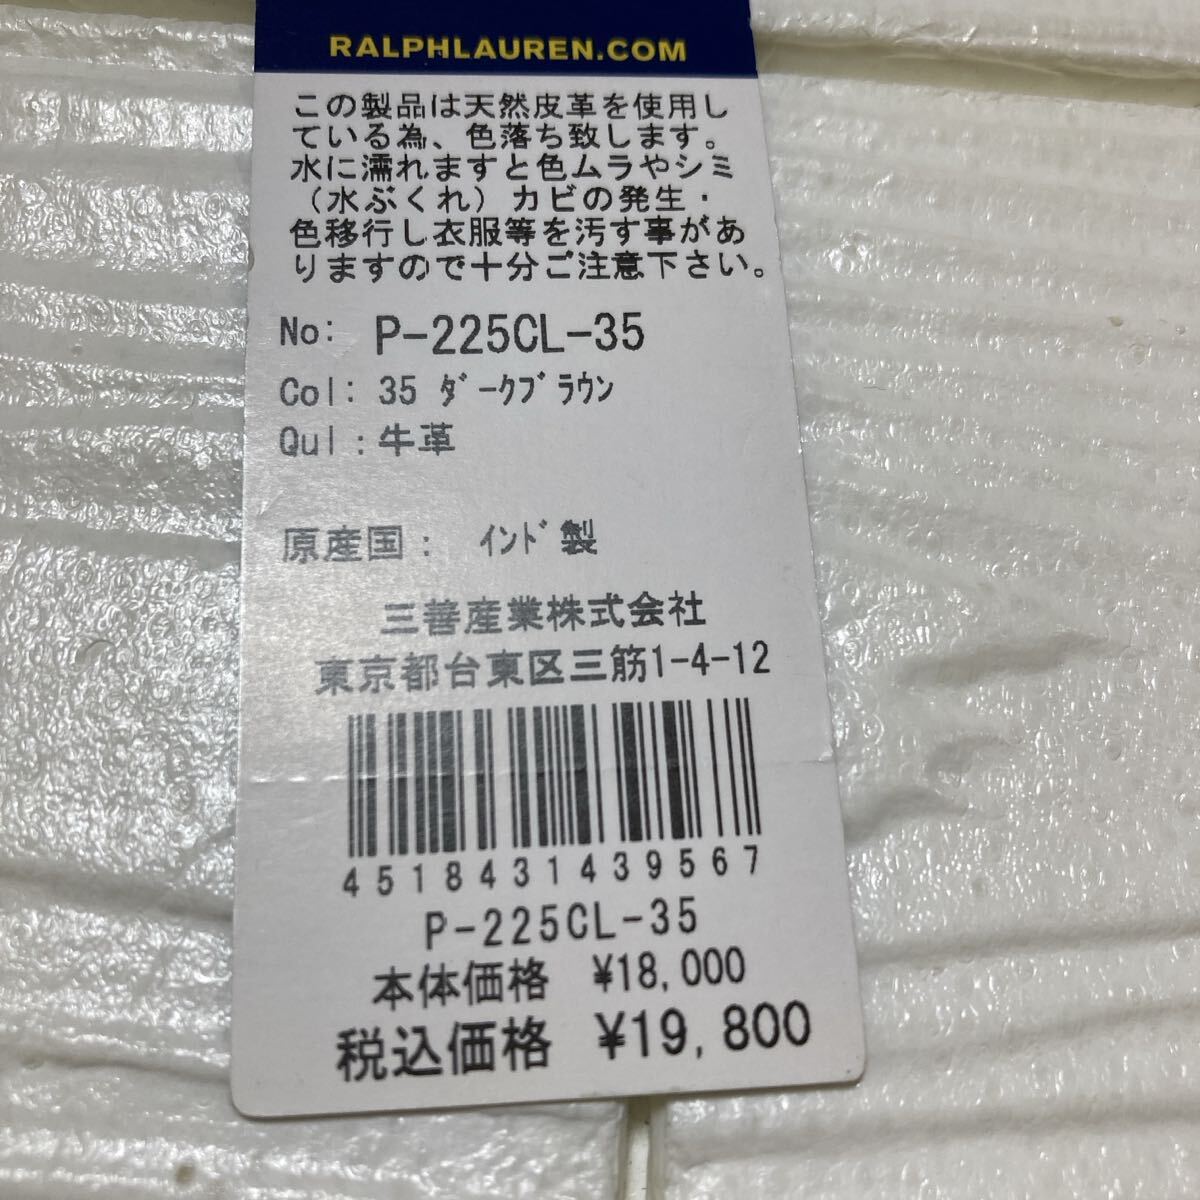 RALPHLAUREN.COM
この製品は天然皮革を使用し
ている為、色落ち致します。
水に濡れますと色ムラやシミ
（水ぶくれ）カビの発生・
色移行し衣服等を汚す事があ
りますので十分ご注意下さい。
No: P-225CL-35
Col: 35 ﾀﾞｰｸﾌﾞﾗｳﾝ
Qul: 牛革
原産国: ｲﾝﾄﾞ製
三善産業株式会社
東京都台東区三筋1-4-12
4518431439567
P-225CL-35
本体価格 ¥18,000
税込価格 ¥19,800